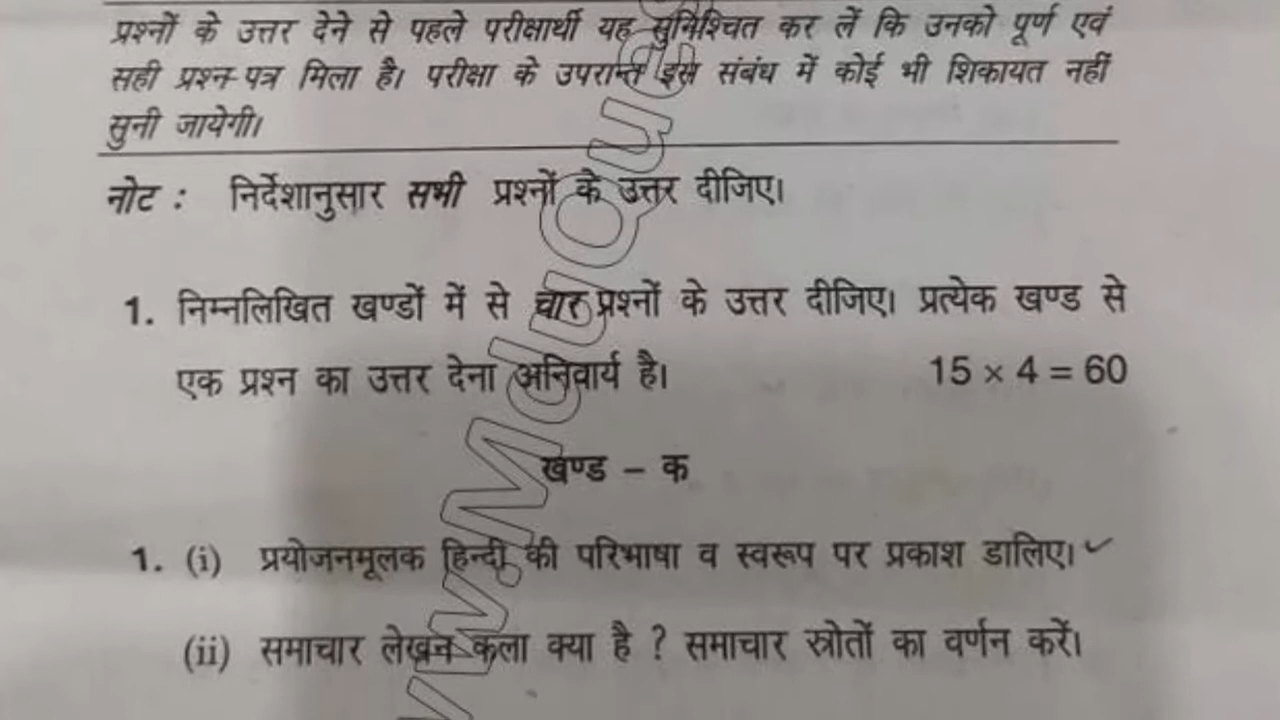 प्रश्नों के उत्तर देने से पहले परीक्षार्थी यह सुनिश्चित कर लें कि उनको पूर्ण एवं
सही प्रश्न-पत्र मिला है। परीक्षा के उपरान्त इस संबंध में कोई भी शिकायत नहीं
सुनी जायेगी।
नोट : निर्देशानुसार सभी प्रश्नों के उत्तर दीजिए।
1. निम्नलिखित खण्डों में से चार प्रश्नों के उत्तर दीजिए। प्रत्येक खण्ड से
एक प्रश्न का उत्तर देना अनिवार्य है। 15 × 4 = 60
खण्ड – क
1. (i) प्रयोजनमूलक हिन्दी की परिभाषा व स्वरूप पर प्रकाश डालिए।
(ii) समाचार लेखन कला क्या है ? समाचार स्रोतों का वर्णन करें।